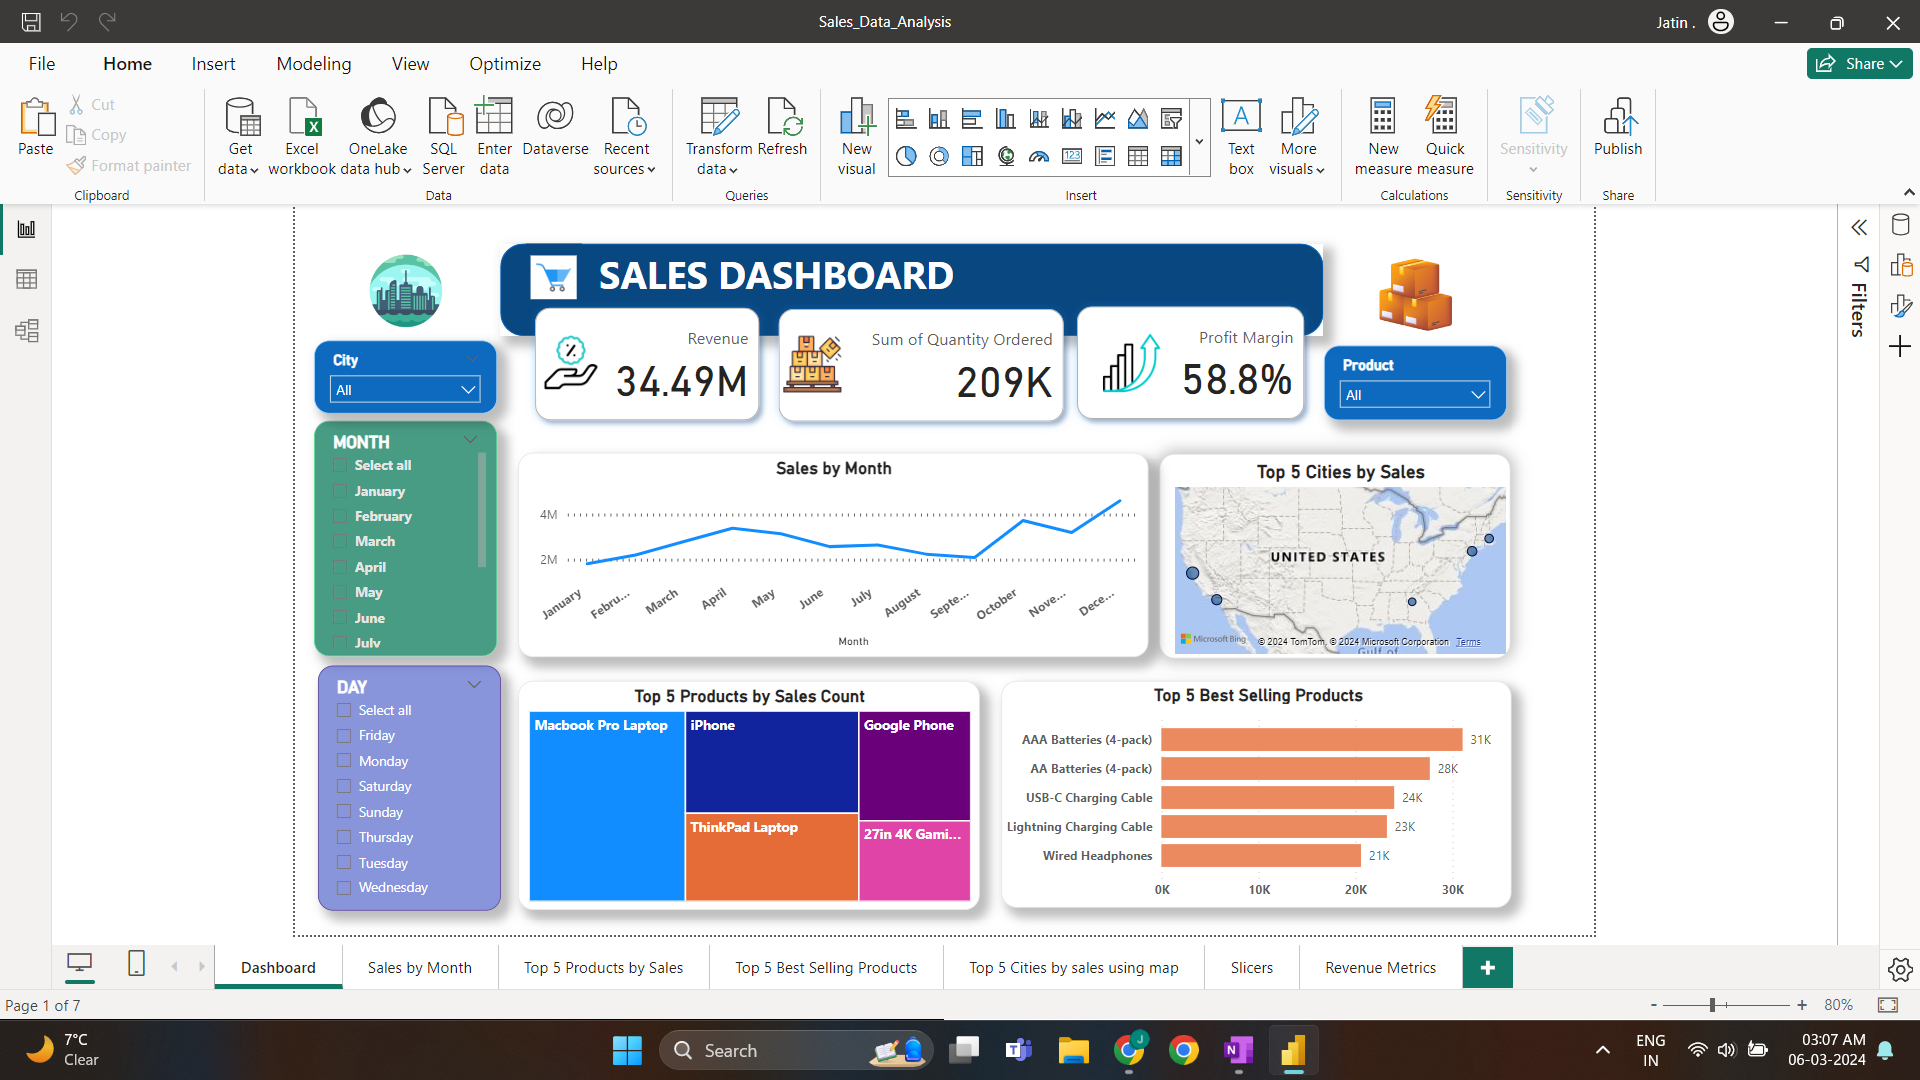 Sales_Data_Analysis
Jatin .
File Home Insert Modeling View Optimize Help
Share
Paste
Cut
Copy
Format painter
Clipboard
Get data
Excel workbook
OneLake data hub
SQL Server
Enter data
Dataverse
Recent sources
Data
Transform data
Refresh
Queries
New visual
Text box
More visuals
Insert
New measure
Quick measure
Calculations
Sensitivity
Sensitivity
Publish
Share
Filters
SALES DASHBOARD
Revenue
34.49M
Sum of Quantity Ordered
209K
Profit Margin
58.8%
City
All
Product
All
MONTH
Select all
January
February
March
April
May
June
July
DAY
Select all
Friday
Monday
Saturday
Sunday
Thursday
Tuesday
Wednesday
Sales by Month
4M
2M
January Febru... March April May June July August Septe... October Nove... Dece...
Month
Top 5 Cities by Sales
UNITED STATES
Microsoft Bing
© 2024 TomTom, © 2024 Microsoft Corporation Terms
Gulf of
Top 5 Products by Sales Count
Macbook Pro Laptop
iPhone
Google Phone
ThinkPad Laptop
27in 4K Gami...
Top 5 Best Selling Products
AAA Batteries (4-pack) 31K
AA Batteries (4-pack) 28K
USB-C Charging Cable 24K
Lightning Charging Cable 23K
Wired Headphones 21K
0K 10K 20K 30K
Dashboard Sales by Month Top 5 Products by Sales Top 5 Best Selling Products Top 5 Cities by sales using map Slicers Revenue Metrics
Page 1 of 7
- + 80%
7°C
Clear
Search
ENG
IN
03:07 AM
06-03-2024